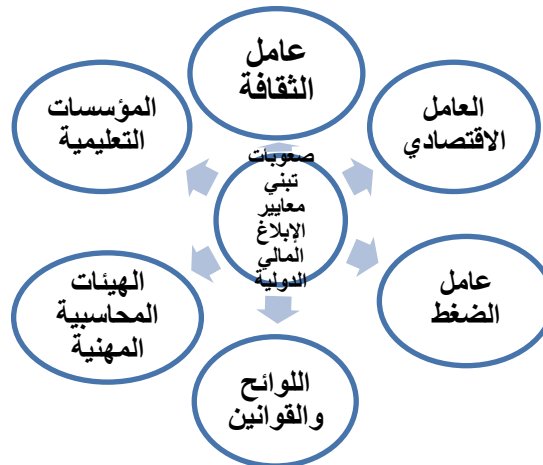 عامل
الثقافة
العامل
الاقتصادي
عامل
الضغط
اللوائح
والقوانين
الهيئات
المحاسبية
المهنية
المؤسسات
التعليمية
صعوبات
تبني
معايير
الإبلاغ
المالي
الدولية